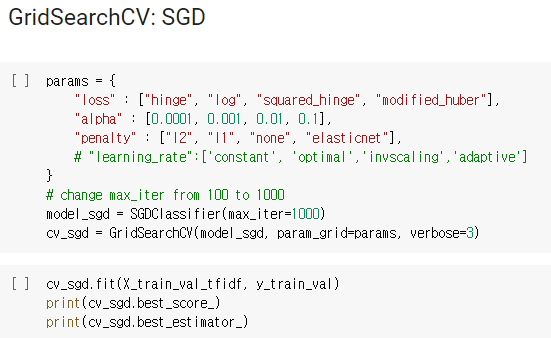 GridSearchCV: SGD
[ ] params = {
"loss" : ["hinge", "log", "squared_hinge", "modified_huber"],
"alpha" : [0.0001, 0.001, 0.01, 0.1],
"penalty" : ["l2", "l1", "none", "elasticnet"],
# "learning_rate":['constant', 'optimal','invscaling','adaptive']
}
# change max_iter from 100 to 1000
model_sgd = SGDClassifier(max_iter=1000)
cv_sgd = GridSearchCV(model_sgd, param_grid=params, verbose=3)
[ ] cv_sgd.fit(X_train_val_tfidf, y_train_val)
print(cv_sgd.best_score_)
print(cv_sgd.best_estimator_)